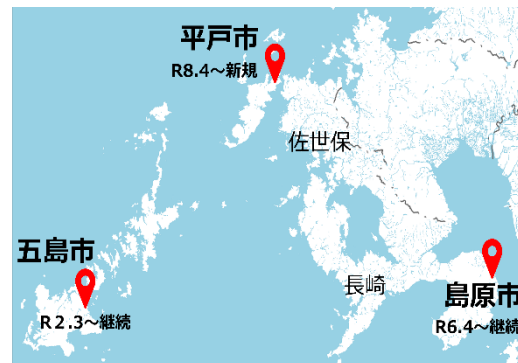 平戸市
R8.4～新規
佐世保
五島市
R2.3～継続
長崎
島原市
R6.4～継続